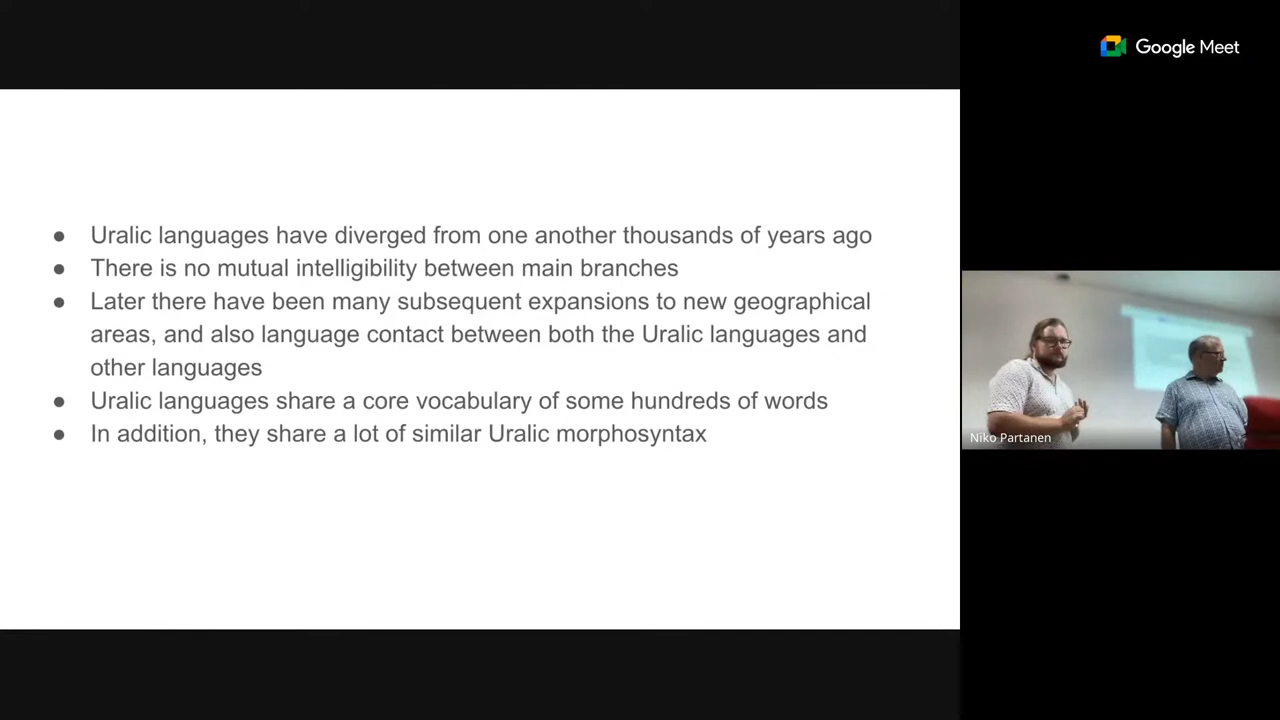 Google Meet
● Uralic languages have diverged from one another thousands of years ago
● There is no mutual intelligibility between main branches
● Later there have been many subsequent expansions to new geographical
areas, and also language contact between both the Uralic languages and
other languages
● Uralic languages share a core vocabulary of some hundreds of words
● In addition, they share a lot of similar Uralic morphosyntax
Niko Partanen